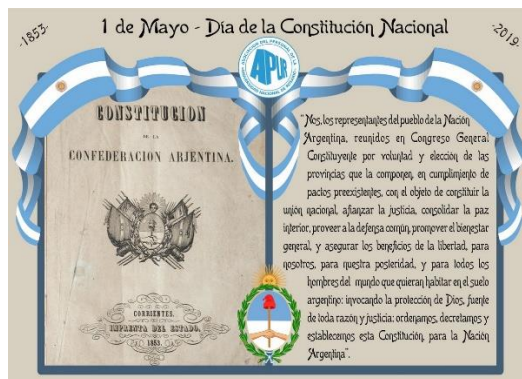 -1853-
1 de Mayo - Día de la Constitución Nacional
-2019-
APLA
CONSTITUCION
DE LA
CONFEDERACION ARJENTINA.
CORRIENTES.
IMPRENTA DEL ESTADO.
1853.
"Nos, los representantes del pueblo de la Nación
Argentina, reunidos en Congreso General
Constituyente por voluntad y elección de las
provincias que la componen, en cumplimiento de
pactos preexistentes, con el objeto de constituir la
unión nacional, afianzar la justicia, consolidar la paz
interior, proveer a la defensa común, promover el bienestar
general, y asegurar los beneficios de la libertad, para
nosotros, para nuestra posteridad, y para todos los
hombres del mundo que quieran habitar en el suelo
argentino: invocando la protección de Dios, fuente
de toda razón y justicia: ordenamos, decretamos y
establecemos esta Constitución, para la Nación
Argentina".